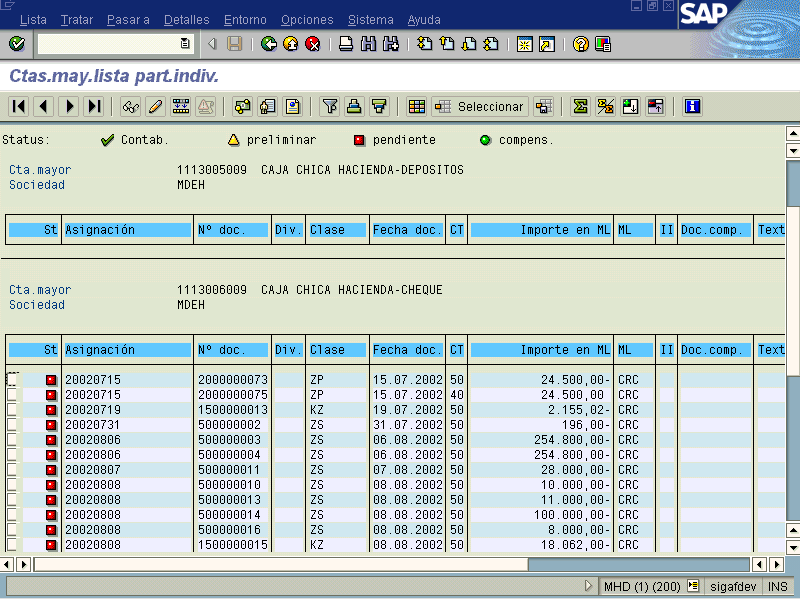 Lista Tratar Pasar a Detalles Entorno Opciones Sistema Ayuda
SAP
Ctas.may.lista part.indiv.
Seleccionar
Status: Contab. preliminar pendiente compens.
Cta.mayor 1113005009 CAJA CHICA HACIENDA-DEPOSITOS
Sociedad MDEH
St Asignación Nº doc. Div. Clase Fecha doc. CT Importe en ML ML II Doc.comp. Text
Cta.mayor 1113006009 CAJA CHICA HACIENDA-CHEQUE
Sociedad MDEH
St Asignación Nº doc. Div. Clase Fecha doc. CT Importe en ML ML II Doc.comp. Text
20020715 2000000073 ZP 15.07.2002 50 24.500,00- CRC
20020715 2000000075 ZP 15.07.2002 40 24.500,00 CRC
20020719 1500000013 KZ 19.07.2002 50 2.155,02- CRC
20020731 500000002 ZS 31.07.2002 50 196,00- CRC
20020806 500000003 ZS 06.08.2002 50 254.800,00- CRC
20020806 500000004 ZS 06.08.2002 50 254.800,00- CRC
20020807 500000011 ZS 07.08.2002 50 28.000,00- CRC
20020808 500000010 ZS 08.08.2002 50 10.000,00- CRC
20020808 500000013 ZS 08.08.2002 50 11.000,00- CRC
20020808 500000014 ZS 08.08.2002 50 100.000,00- CRC
20020808 500000016 ZS 08.08.2002 50 8.000,00- CRC
20020808 1500000015 KZ 08.08.2002 50 18.062,00- CRC
MHD (1) (200) sigafdev INS